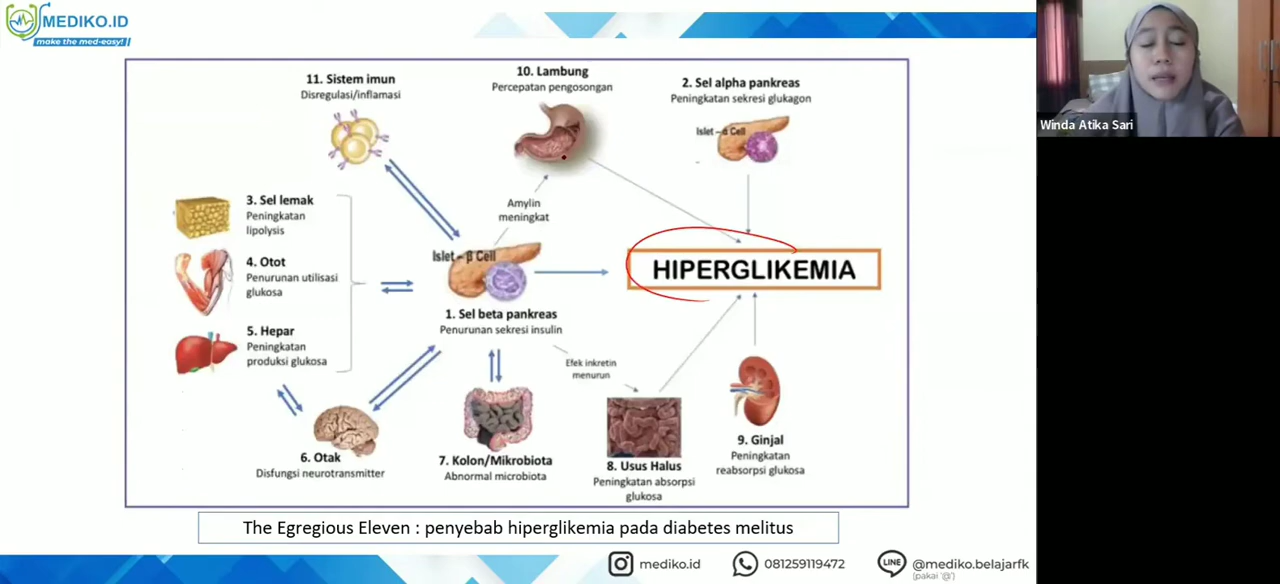 MEDIKO.ID
make the med-easy!
Winda Atika Sari
11. Sistem imun
Disregulasi/inflamasi
10. Lambung
Percepatan pengosongan
2. Sel alpha pankreas
Peningkatan sekresi glukagon
Islet – α Cell
3. Sel lemak
Peningkatan
lipolysis
4. Otot
Penurunan utilisasi
glukosa
5. Hepar
Peningkatan
produksi glukosa
Amylin
meningkat
Islet – β Cell
1. Sel beta pankreas
Penurunan sekresi insulin
HIPERGLIKEMIA
Efek inkretin
menurun
6. Otak
Disfungsi neurotransmitter
7. Kolon/Mikrobiota
Abnormal microbiota
8. Usus Halus
Peningkatan absorpsi
glukosa
9. Ginjal
Peningkatan
reabsorpsi glukosa
The Egregious Eleven : penyebab hiperglikemia pada diabetes melitus
mediko.id
081259119472
LINE
@mediko.belajarfk
(pakai '@')